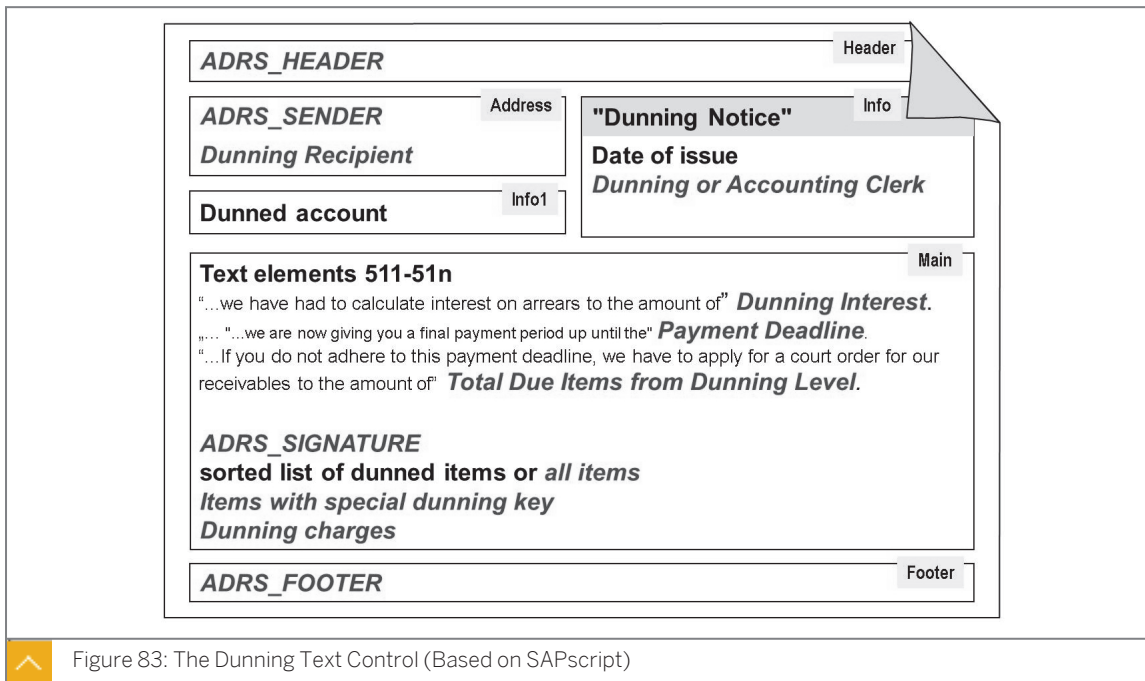 ADRS_HEADER
Header
ADRS_SENDER
Address
Dunning Recipient
"Dunning Notice"
Info
Date of issue
Dunning or Accounting Clerk
Dunned account
Info1
Main
Text elements 511-51n
“...we have had to calculate interest on arrears to the amount of” Dunning Interest.
„... "...we are now giving you a final payment period up until the" Payment Deadline.
“...If you do not adhere to this payment deadline, we have to apply for a court order for our
receivables to the amount of” Total Due Items from Dunning Level.
ADRS_SIGNATURE
sorted list of dunned items or all items
Items with special dunning key
Dunning charges
ADRS_FOOTER
Footer
Figure 83: The Dunning Text Control (Based on SAPscript)